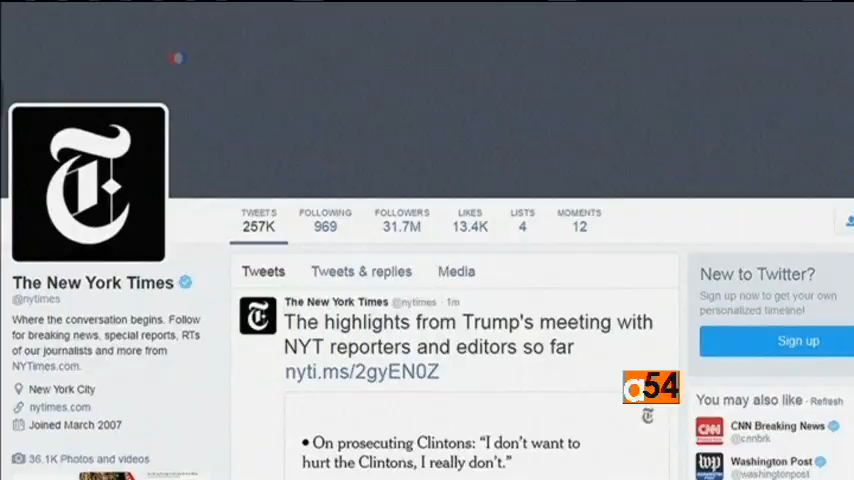 TWEETS FOLLOWING FOLLOWERS LIKES LISTS MOMENTS
257K 969 31.7M 13.4K 4 12
The New York Times
@nytimes
Where the conversation begins. Follow
for breaking news, special reports, RTs
of our journalists and more from
NYTimes.com.
New York City
nytimes.com
Joined March 2007
36.1K Photos and videos
Tweets Tweets & replies Media
The New York Times @nytimes · 1m
The highlights from Trump's meeting with
NYT reporters and editors so far
nyti.ms/2gyEN0Z
• On prosecuting Clintons: “I don't want to
hurt the Clintons, I really don't.”
a54
New to Twitter?
Sign up now to get your own
personalized timeline!
Sign up
You may also like · Refresh
CNN
CNN Breaking News
@cnnbrk
wp
Washington Post
@washingtonpost